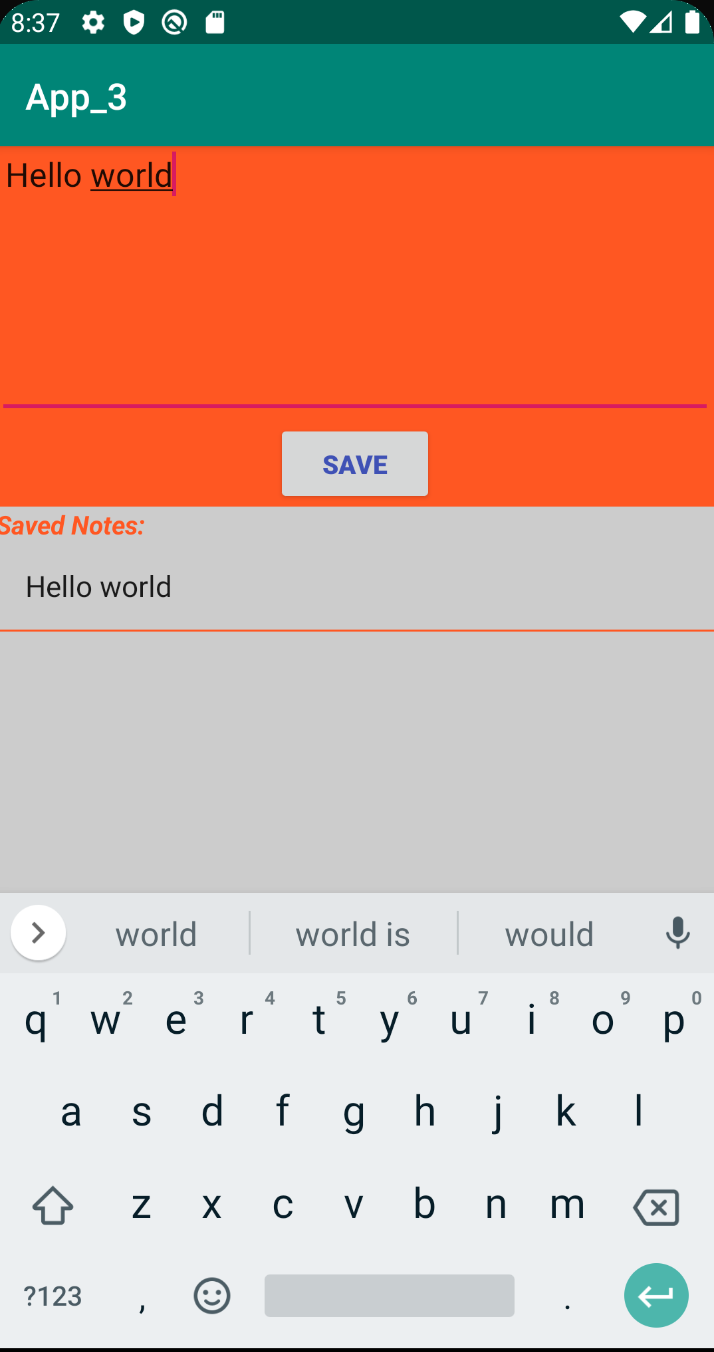 8:37
App_3
Hello world
SAVE
Saved Notes:
Hello world
world world is would
1 2 3 4 5 6 7 8 9 0
q w e r t y u i o p
a s d f g h j k l
z x c v b n m
?123 , .